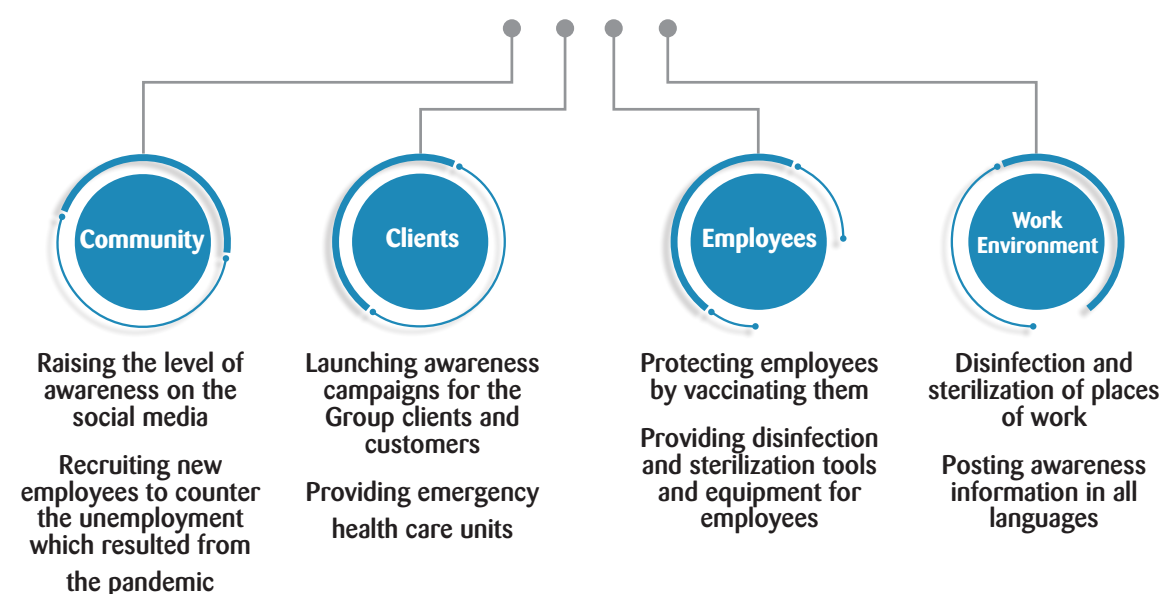 Community
Raising the level of
awareness on the
social media
Recruiting new
employees to counter
the unemployment
which resulted from
the pandemic
Clients
Launching awareness
campaigns for the
Group clients and
customers
Providing emergency
health care units
Employees
Protecting employees
by vaccinating them
Providing disinfection
and sterilization tools
and equipment for
employees
Work
Environment
Disinfection and
sterilization of places
of work
Posting awareness
information in all
languages